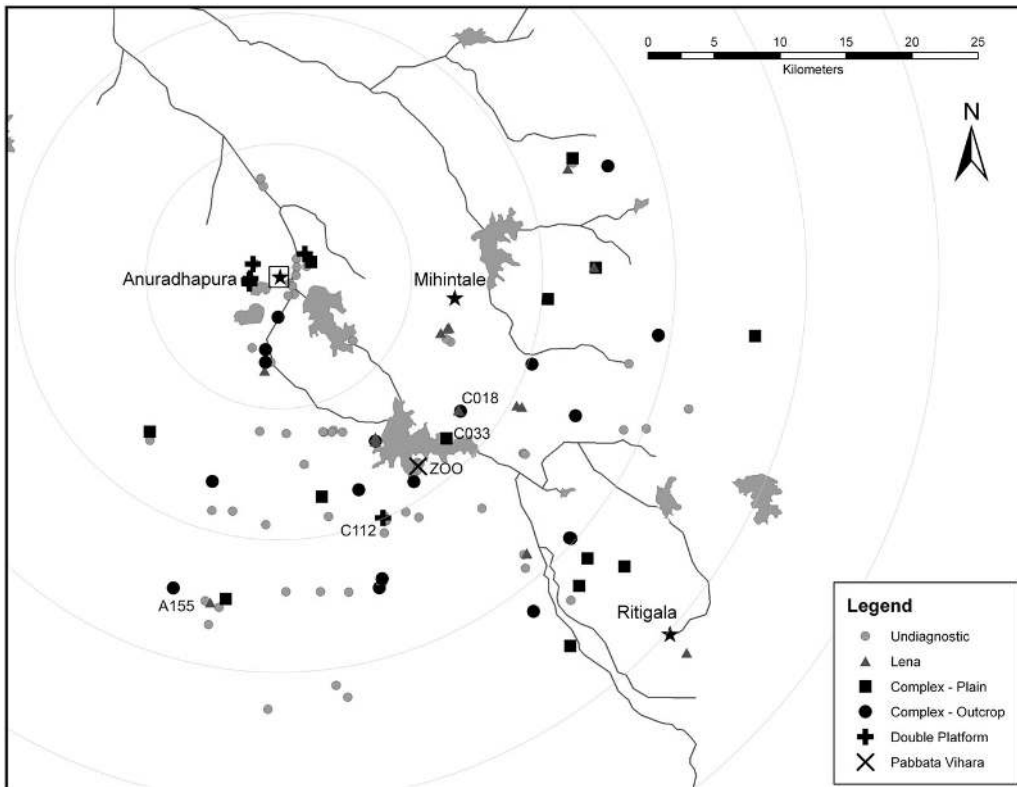 0 5 10 15 20 25
Kilometers
N
Anuradhapura
Mihintale
C018
C033
ZOO
C112
A155
Ritigala
Legend
Undiagnostic
Lena
Complex - Plain
Complex - Outcrop
Double Platform
Pabbata Vihara